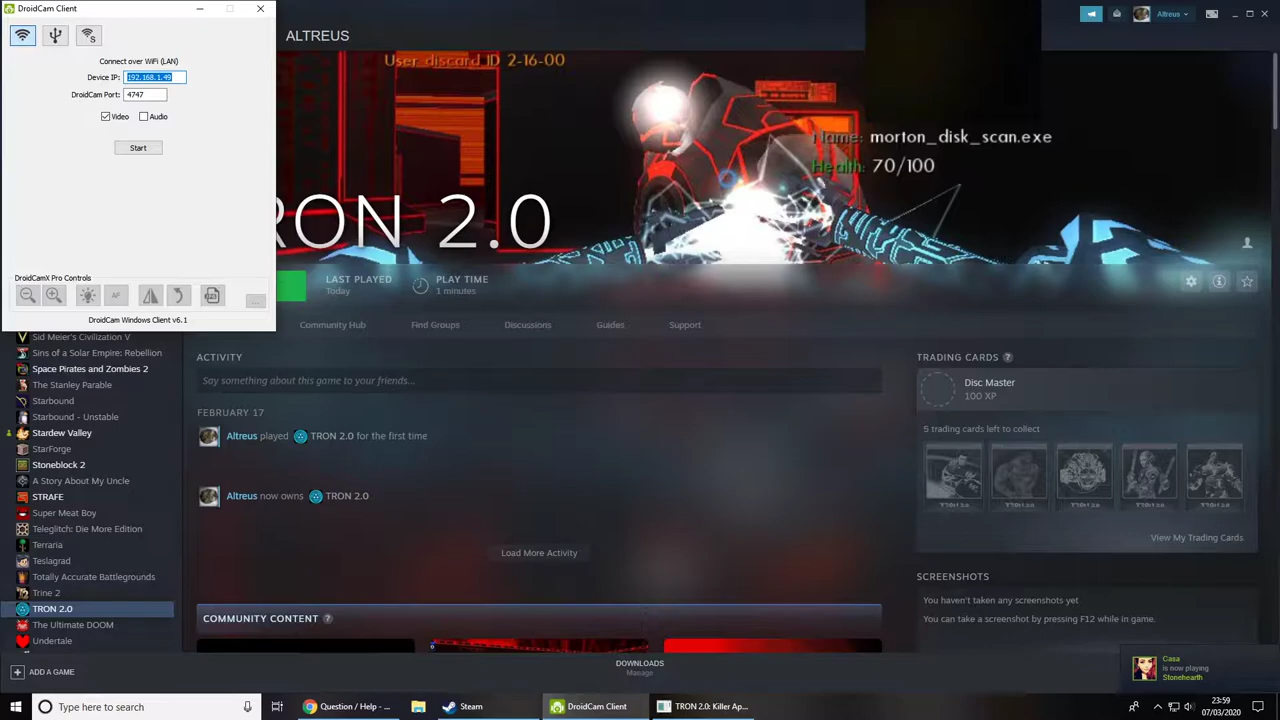 DroidCam Client
Connect over WiFi (LAN)
Device IP: 192.168.1.49
DroidCam Port: 4747
Video Audio
Start
DroidCamX Pro Controls
AF
...
DroidCam Windows Client v6.1
ALTREUS
Altreus
User_discard ID 2-16-00
Name: morton_disk_scan.exe
Health: 70/100
RON 2.0
LAST PLAYED
Today
PLAY TIME
1 minutes
Community Hub Find Groups Discussions Guides Support
Sid Meier's Civilization V
Sins of a Solar Empire: Rebellion
Space Pirates and Zombies 2
The Stanley Parable
Starbound
Starbound - Unstable
Stardew Valley
StarForge
Stoneblock 2
A Story About My Uncle
STRAFE
Super Meat Boy
Teleglitch: Die More Edition
Terraria
Teslagrad
Totally Accurate Battlegrounds
Trine 2
TRON 2.0
The Ultimate DOOM
Undertale
ADD A GAME
ACTIVITY
Say something about this game to your friends...
FEBRUARY 17
Altreus played TRON 2.0 for the first time
Altreus now owns TRON 2.0
Load More Activity
COMMUNITY CONTENT ?
TRADING CARDS ?
Disc Master
100 XP
5 trading cards left to collect
View My Trading Cards
SCREENSHOTS
You haven't taken any screenshots yet
You can take a screenshot by pressing F12 while in game.
DOWNLOADS
Manage
Casa
is now playing
Stonehearth
Type here to search
Question / Help - ...
Steam
DroidCam Client
TRON 2.0: Killer Ap...
23:59
07/03/2020